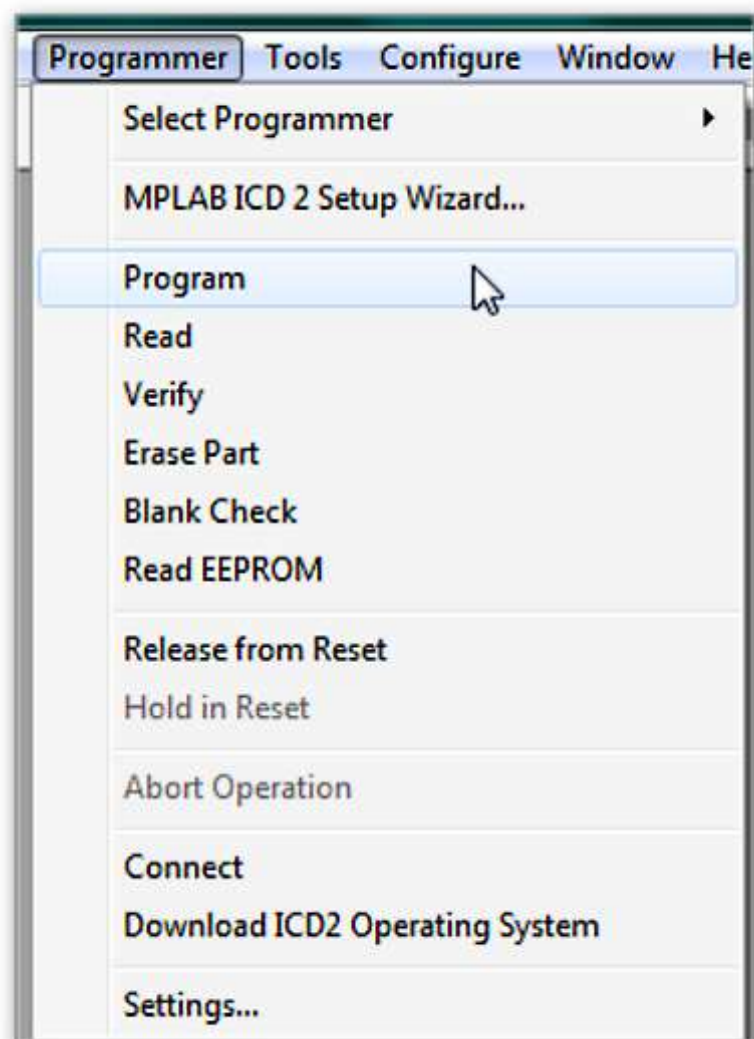 Programmer Tools Configure Window He
Select Programmer
MPLAB ICD 2 Setup Wizard...
Program
Read
Verify
Erase Part
Blank Check
Read EEPROM
Release from Reset
Hold in Reset
Abort Operation
Connect
Download ICD2 Operating System
Settings...